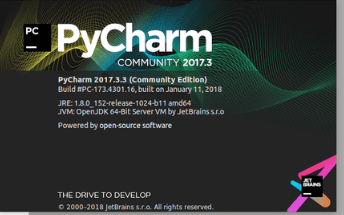 PC
PyCharm
COMMUNITY 2017.3
PyCharm 2017.3.3 (Community Edition)
Build #PC-173.4301.16, built on January 11, 2018
JRE: 1.8.0_152-release-1024-b11 amd64
JVM: OpenJDK 64-Bit Server VM by JetBrains s.r.o
Powered by open-source software
JET
BRAINS
THE DRIVE TO DEVELOP
© 2000-2018 JetBrains s.r.o. All rights reserved.